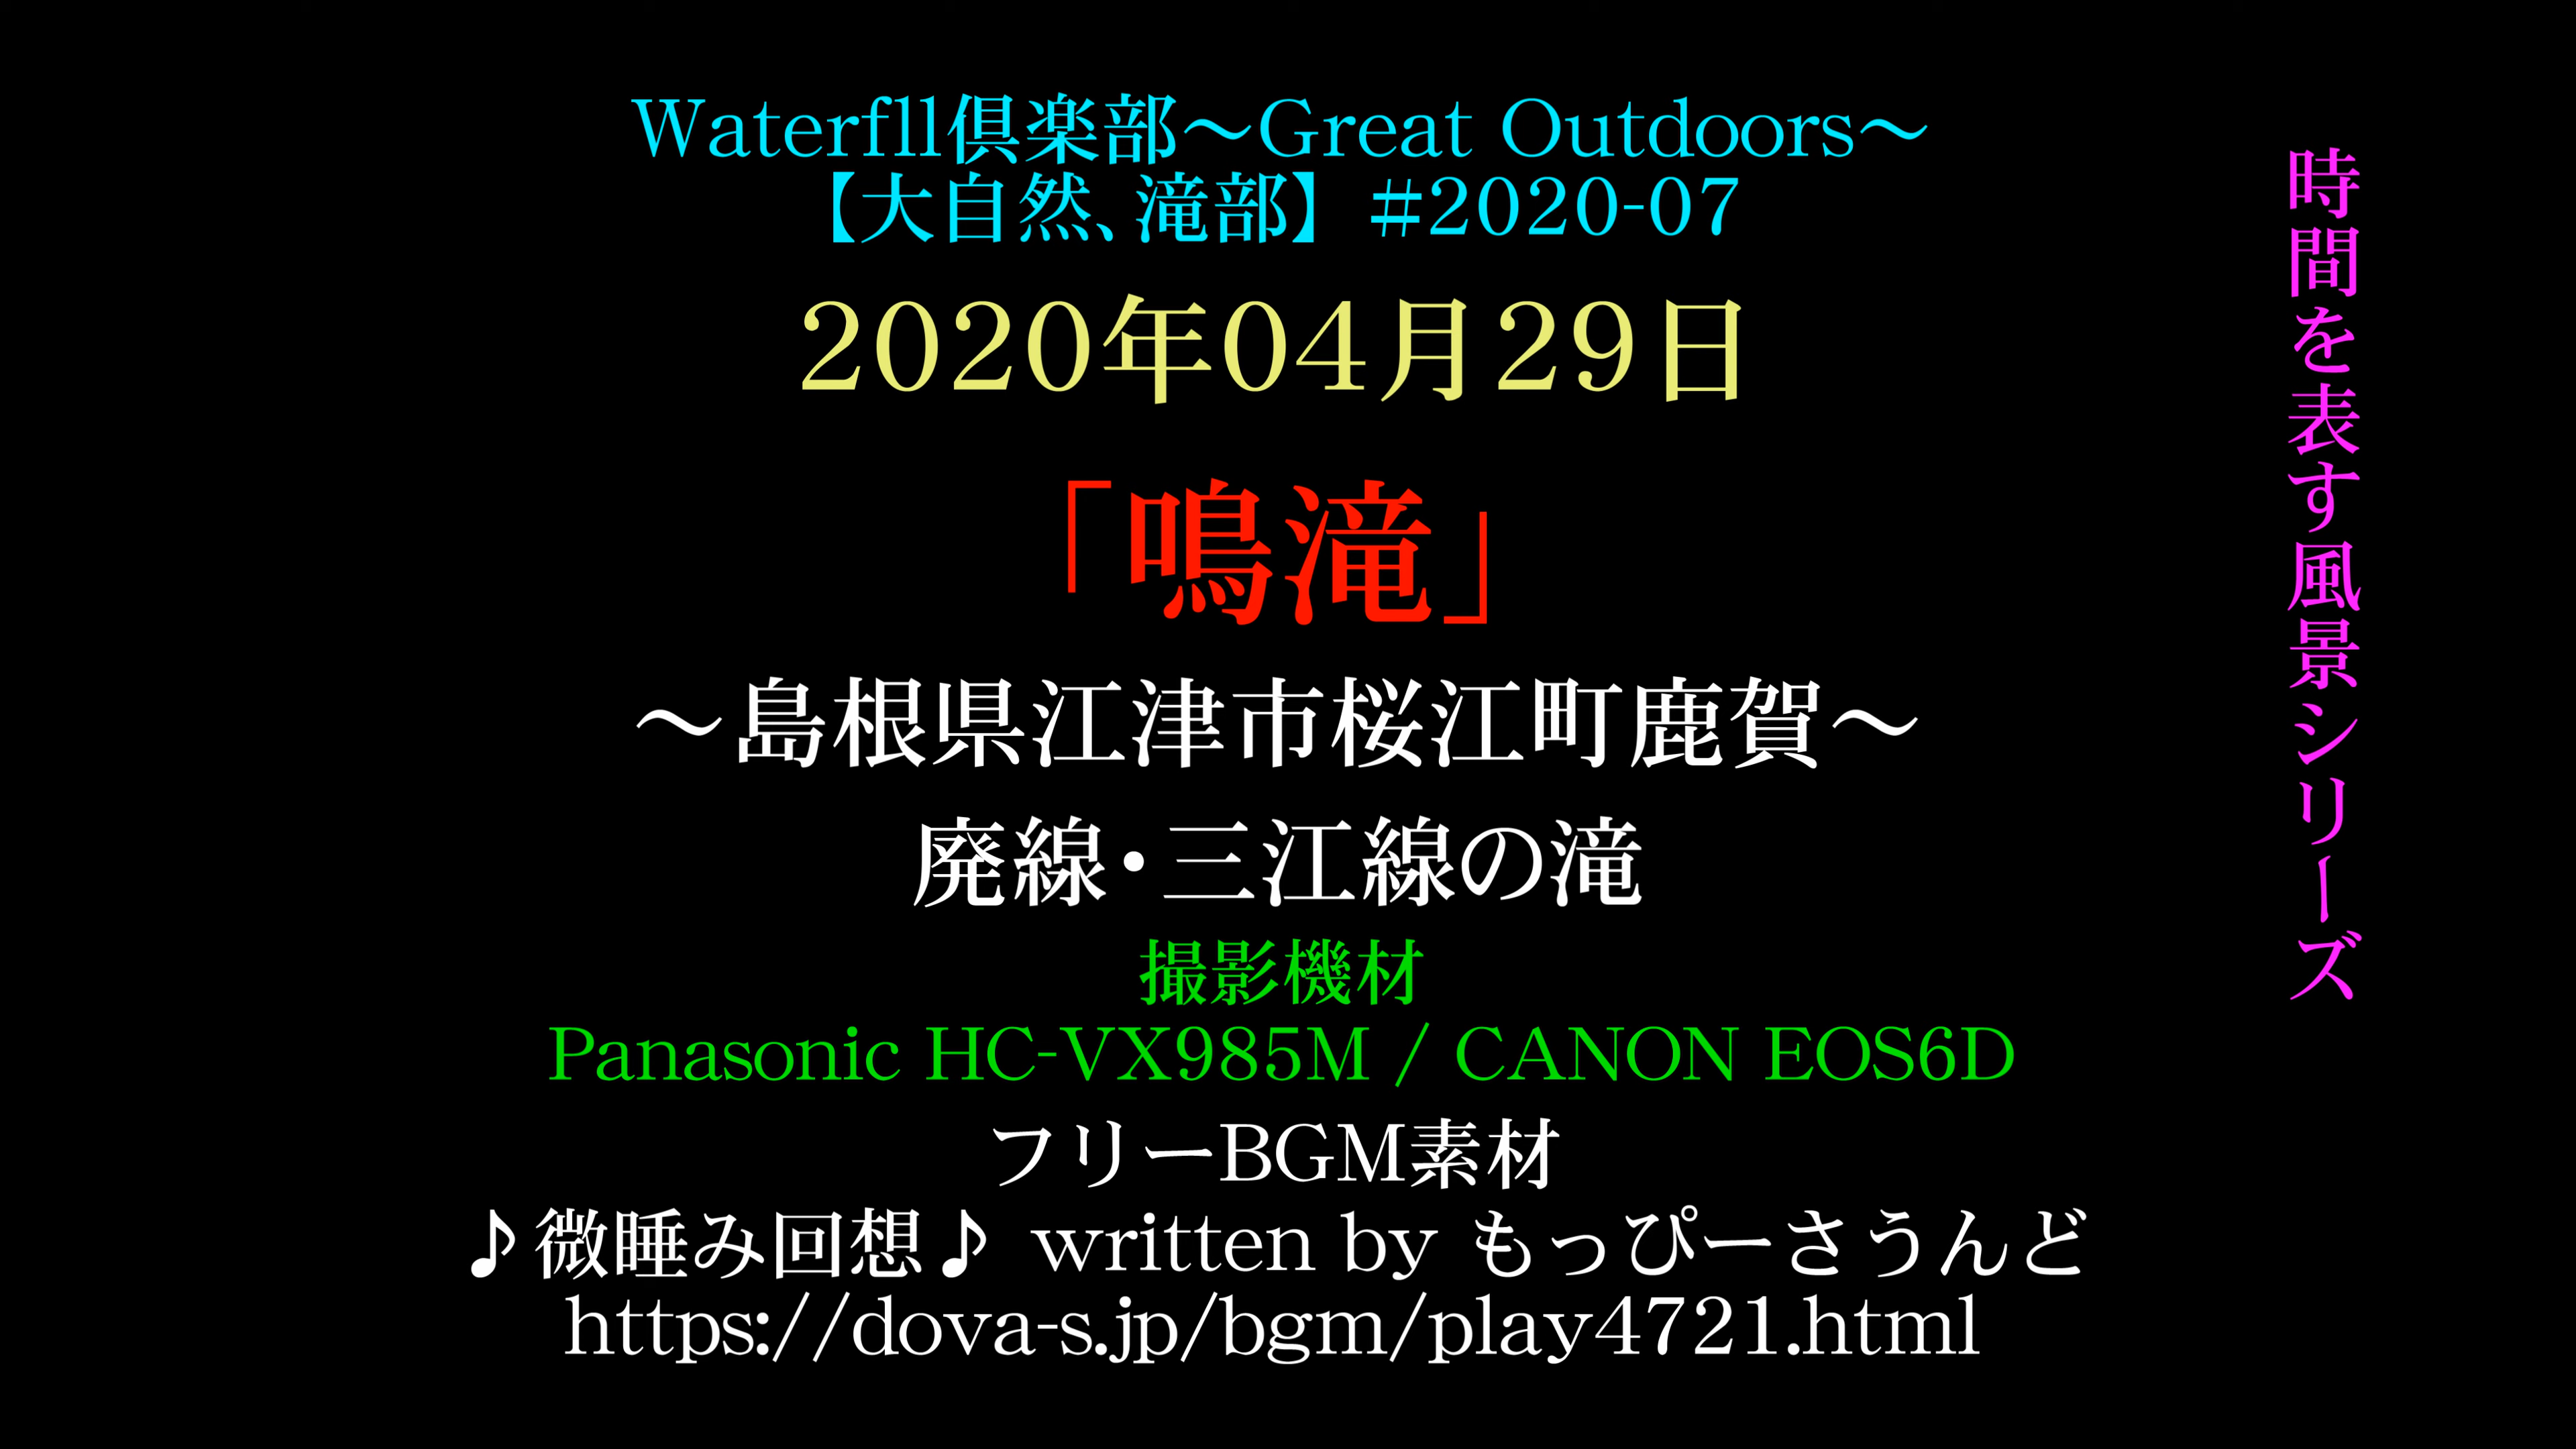 Waterfll倶楽部～Great Outdoors～
【大自然、滝部】 #2020-07
2020年04月29日
「鳴滝」
～島根県江津市桜江町鹿賀～
廃線・三江線の滝
撮影機材
Panasonic HC-VX985M / CANON EOS6D
フリーBGM素材
♪微睡み回想♪ written by もっぴーさうんど
https://dova-s.jp/bgm/play4721.html
時間を表す風景シリーズ